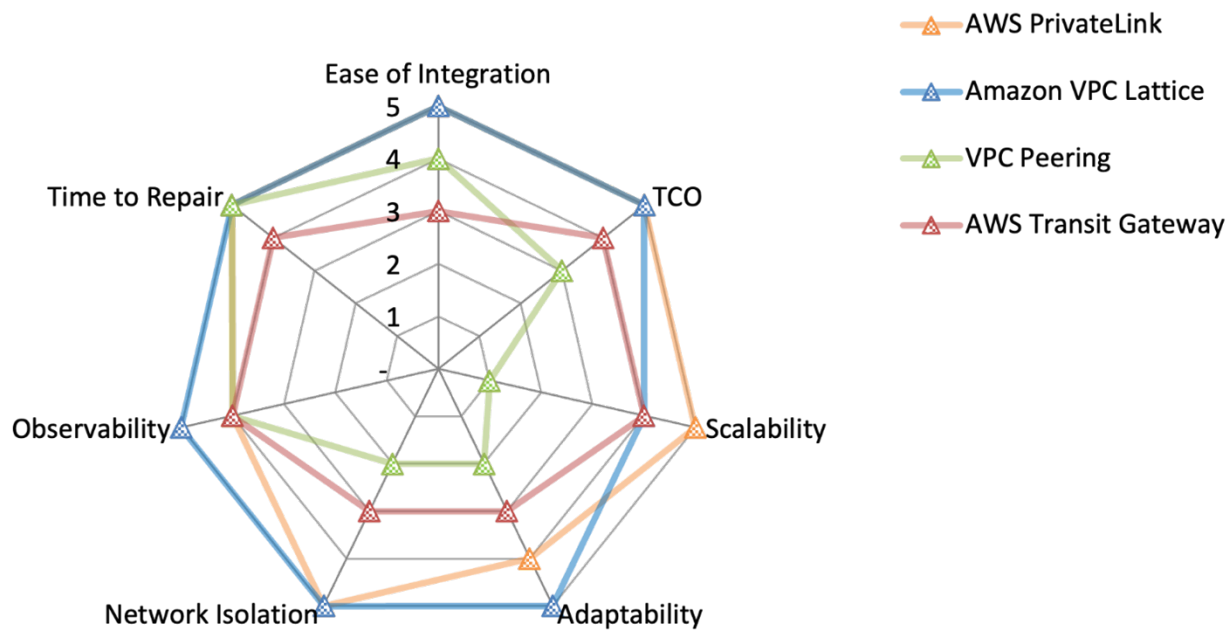 AWS PrivateLink
Amazon VPC Lattice
VPC Peering
AWS Transit Gateway
Ease of Integration
5
4
3
2
1
-
Time to Repair
TCO
Observability
Scalability
Network Isolation
Adaptability